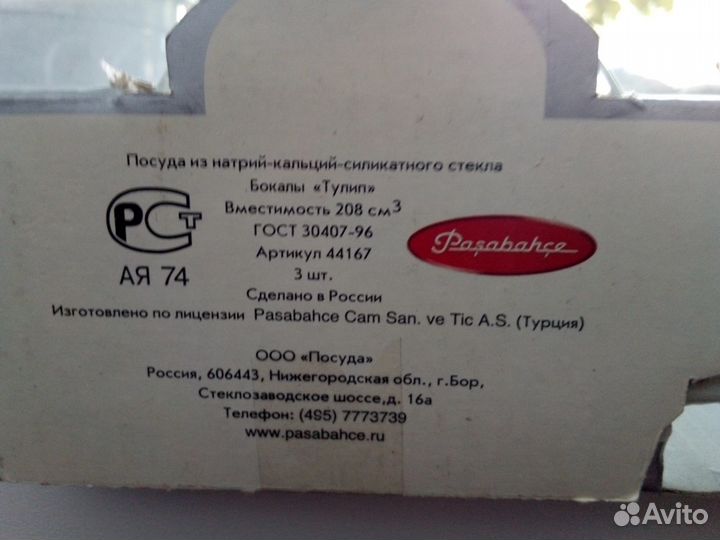 Посуда из натрий-кальций-силикатного стекла
Бокалы «Тулип»
Вместимость 208 см³
ГОСТ 30407-96
Артикул 44167
3 шт.
Сделано в России
Изготовлено по лицензии Pasabahce Cam San. ve Tic A.S. (Турция)
РСТ
АЯ 74
Paşabahçe
ООО «Посуда»
Россия, 606443, Нижегородская обл., г.Бор,
Стеклозаводское шоссе,д. 16а
Телефон: (495) 7773739
www.pasabahce.ru
Avito